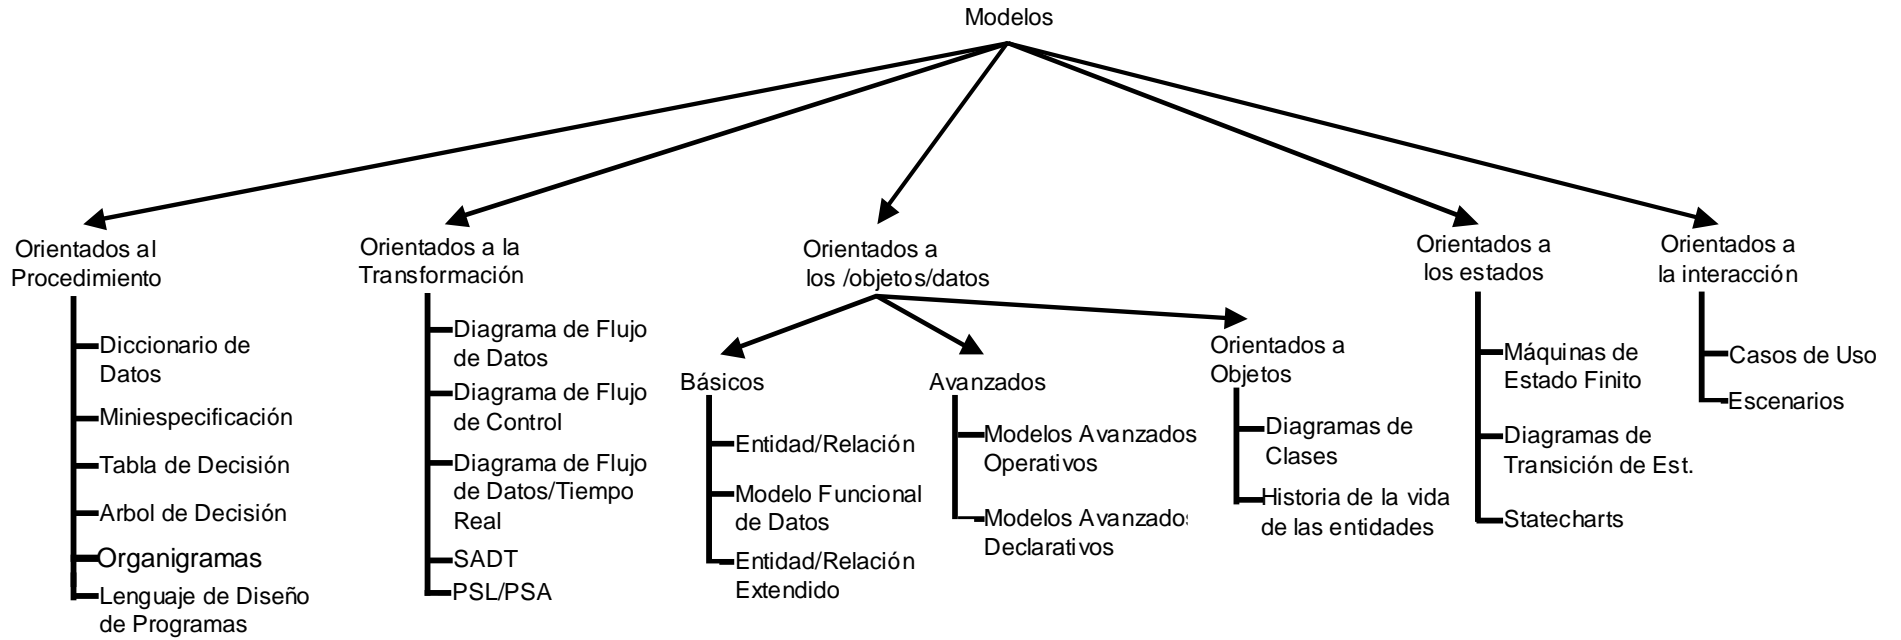 Modelos
Orientados al
Procedimiento
Diccionario de
Datos
Miniespecificación
Tabla de Decisión
Arbol de Decisión
Organigramas
Lenguaje de Diseño
de Programas
Orientados a la
Transformación
Diagrama de Flujo
de Datos
Diagrama de Flujo
de Control
Diagrama de Flujo
de Datos/Tiempo
Real
SADT
PSL/PSA
Orientados a
los /objetos/datos
Básicos
Entidad/Relación
Modelo Funcional
de Datos
Entidad/Relación
Extendido
Avanzados
Modelos Avanzados
Operativos
Modelos Avanzados
Declarativos
Orientados a
Objetos
Diagramas de
Clases
Historia de la vida
de las entidades
Orientados a
los estados
Máquinas de
Estado Finito
Diagramas de
Transición de Est.
Statecharts
Orientados a
la interacción
Casos de Uso
Escenarios